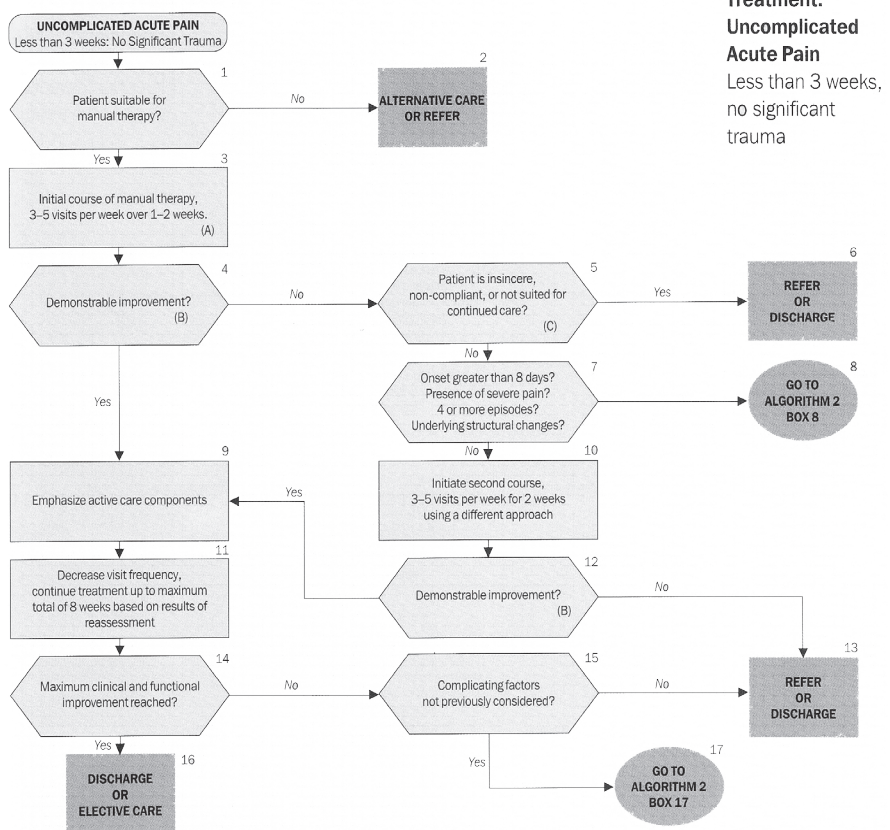 Treatment:
Uncomplicated
Acute Pain
Less than 3 weeks,
no significant
trauma
UNCOMPLICATED ACUTE PAIN
Less than 3 weeks: No Significant Trauma
1
Patient suitable for
manual therapy?
No
2
ALTERNATIVE CARE
OR REFER
Yes
3
Initial course of manual therapy,
3–5 visits per week over 1–2 weeks.
(A)
4
Demonstrable improvement?
(B)
No
5
Patient is insincere,
non-compliant, or not suited for
continued care?
(C)
Yes
6
REFER
OR
DISCHARGE
No
7
Onset greater than 8 days?
Presence of severe pain?
4 or more episodes?
Underlying structural changes?
8
GO TO
ALGORITHM 2
BOX 8
Yes
No
9
Emphasize active care components
Yes
10
Initiate second course,
3–5 visits per week for 2 weeks
using a different approach
11
Decrease visit frequency,
continue treatment up to maximum
total of 8 weeks based on results of
reassessment
12
Demonstrable improvement?
(B)
No
13
REFER
OR
DISCHARGE
14
Maximum clinical and functional
improvement reached?
No
15
Complicating factors
not previously considered?
No
Yes
16
DISCHARGE
OR
ELECTIVE CARE
Yes
17
GO TO
ALGORITHM 2
BOX 17